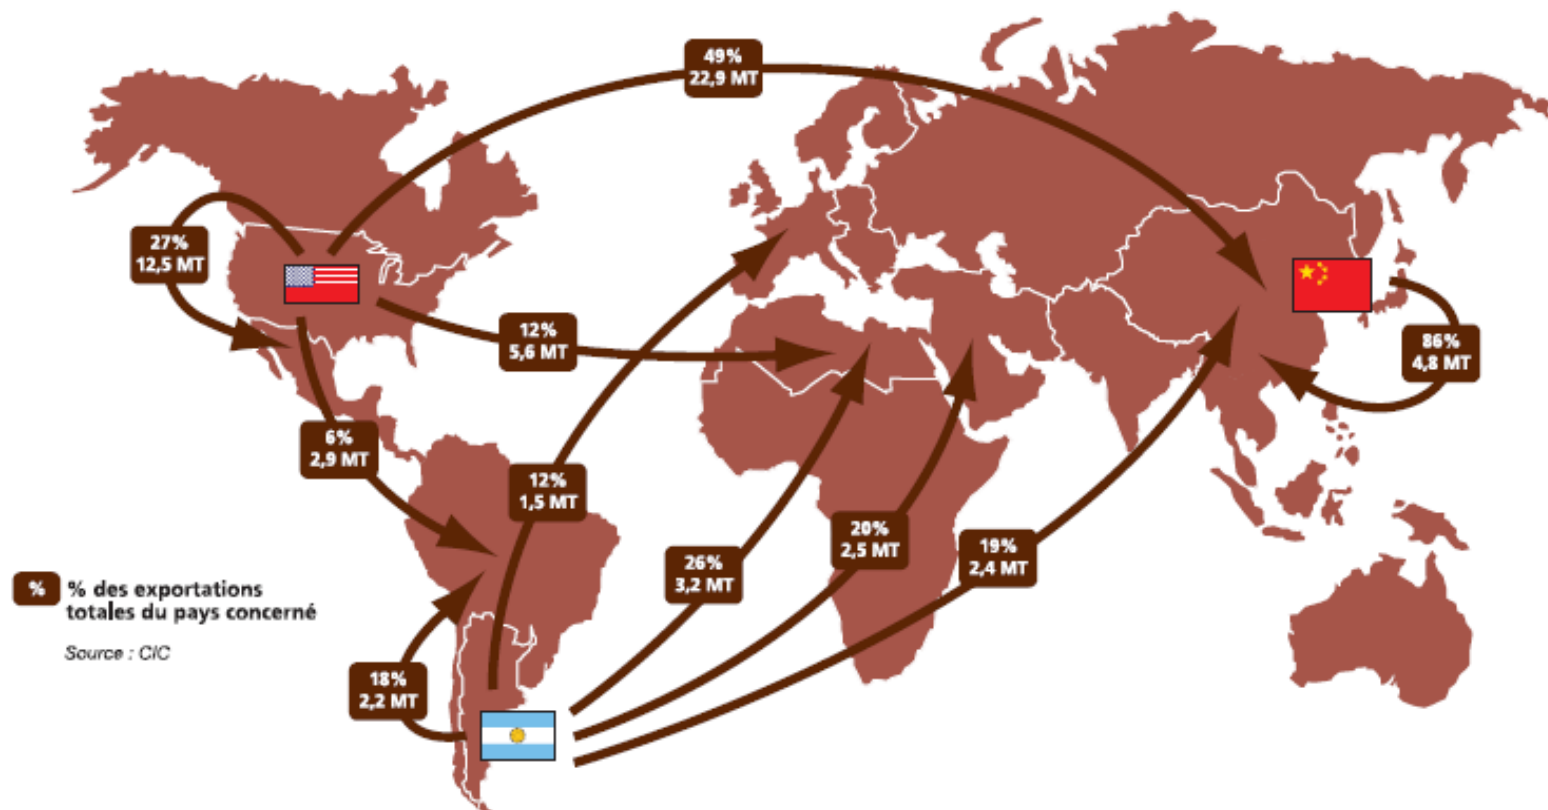 49%
22,9 MT
27%
12,5 MT
12%
5,6 MT
86%
4,8 MT
6%
2,9 MT
12%
1,5 MT
20%
2,5 MT
19%
2,4 MT
26%
3,2 MT
% % des exportations
totales du pays concerné
Source : CIC
18%
2,2 MT